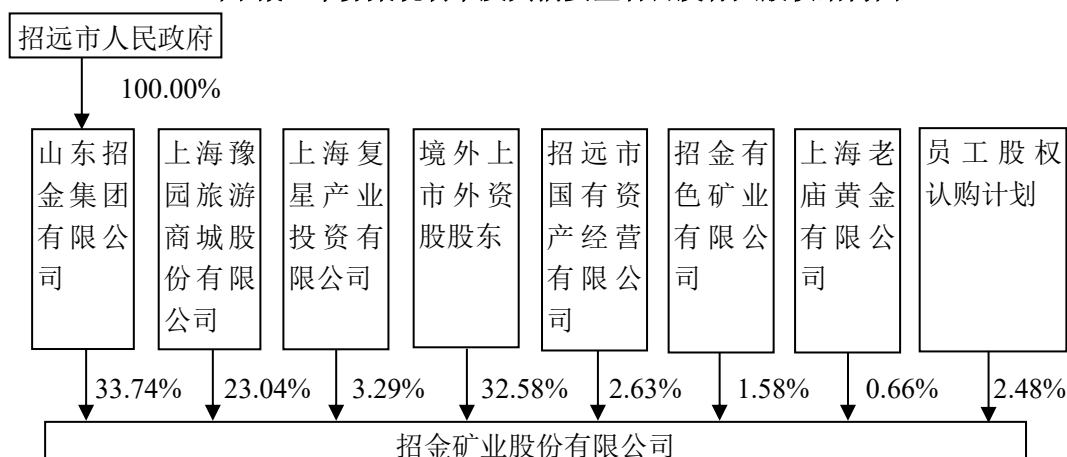 招远市人民政府
100.00%
山东招
金集团
有限公
司
上海豫
园旅游
商城股
份有限
公司
上海复
星产业
投资有
限公司
境外上
市外资
股股东
招远市
国有资
产经营
有限公
司
招金有
色矿业
有限公
司
上海老
庙黄金
有限公
司
员工股权
认购计划
33.74%
23.04%
3.29%
32.58%
2.63%
1.58%
0.66%
2.48%
招金矿业股份有限公司